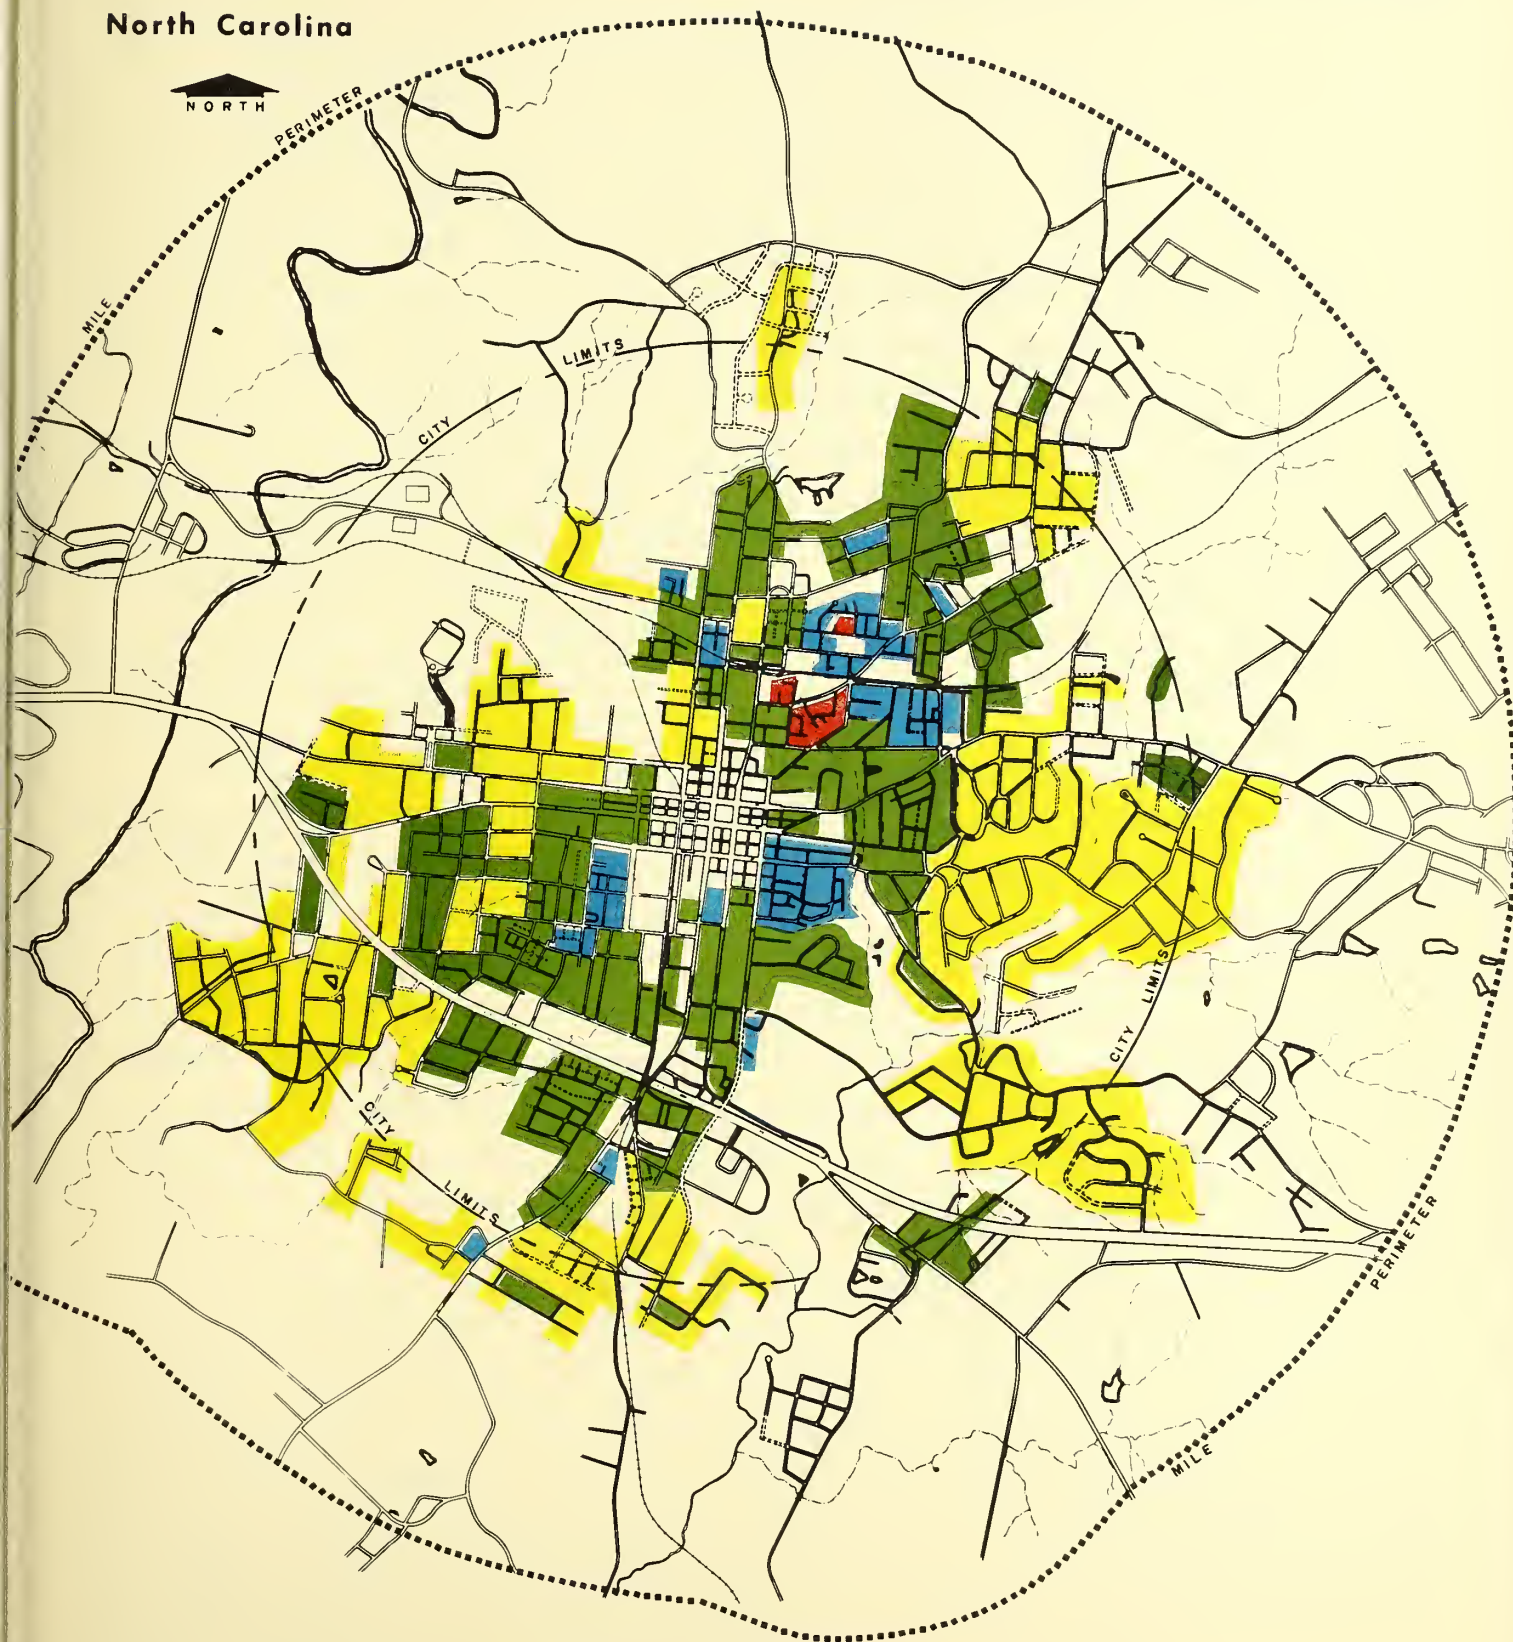 North Carolina
NORTH
PERIMETER
MILE
LIMITS
CITY
LIMITS
CITY
CITY
LIMITS
PERIMETER
MILE